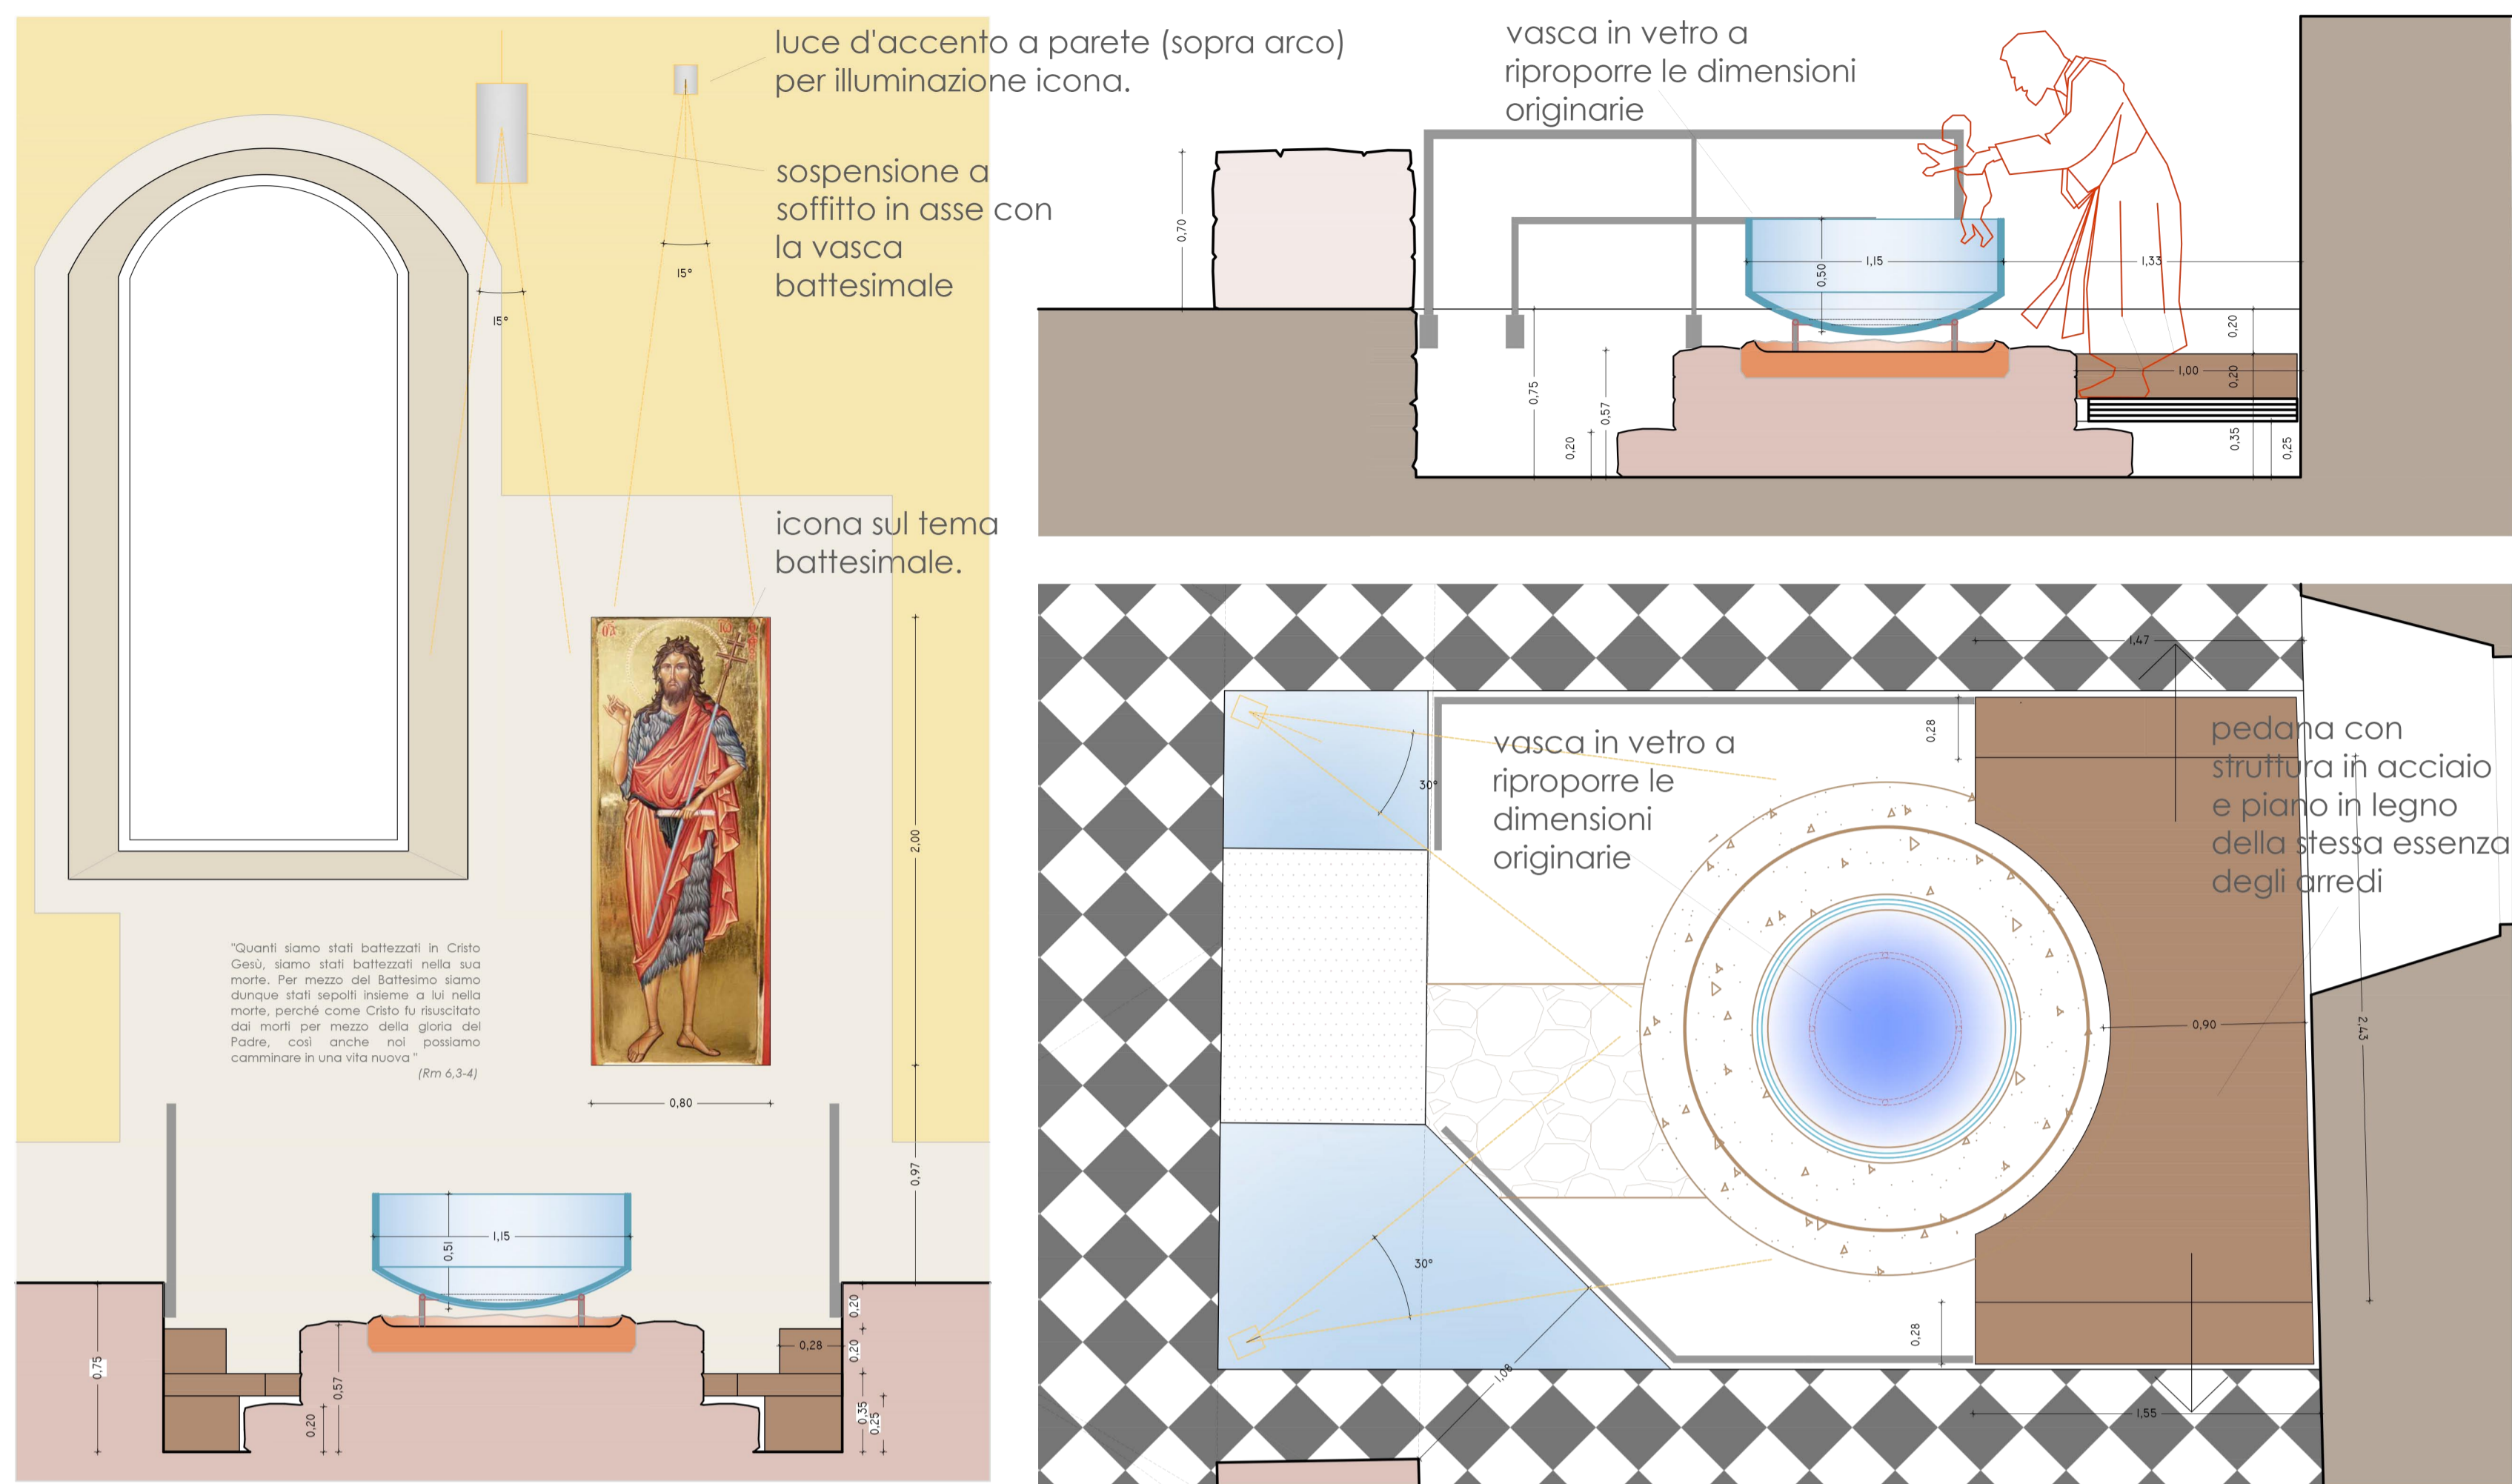 luce d'accento a parete (sopra arco)
per illuminazione icona.
sospensione a
soffitto in asse con
la vasca
battesimale
15°
15°
icona sul tema
battesimale.
"Quanti siamo stati battezzati in Cristo
Gesù, siamo stati battezzati nella sua
morte. Per mezzo del Battesimo siamo
dunque stati sepolti insieme a lui nella
morte, perché come Cristo fu risuscitato
dai morti per mezzo della gloria del
Padre, così anche noi possiamo
camminare in una vita nuova "
(Rm 6,3-4)
2,00
0,80
0,97
0,51
1,15
0,75
0,20
0,57
0,28
0,20
0,20
0,35
0,25
vasca in vetro a
riproporre le dimensioni
originarie
0,70
0,50
1,15
1,33
0,75
0,57
0,20
1,00
0,20
0,20
0,35
0,25
1,47
0,28
vasca in vetro a
riproporre le
dimensioni
originarie
30°
pedana con
struttura in acciaio
e piano in legno
della stessa essenza
degli arredi
0,90
2,43
30°
0,28
1,08
1,55